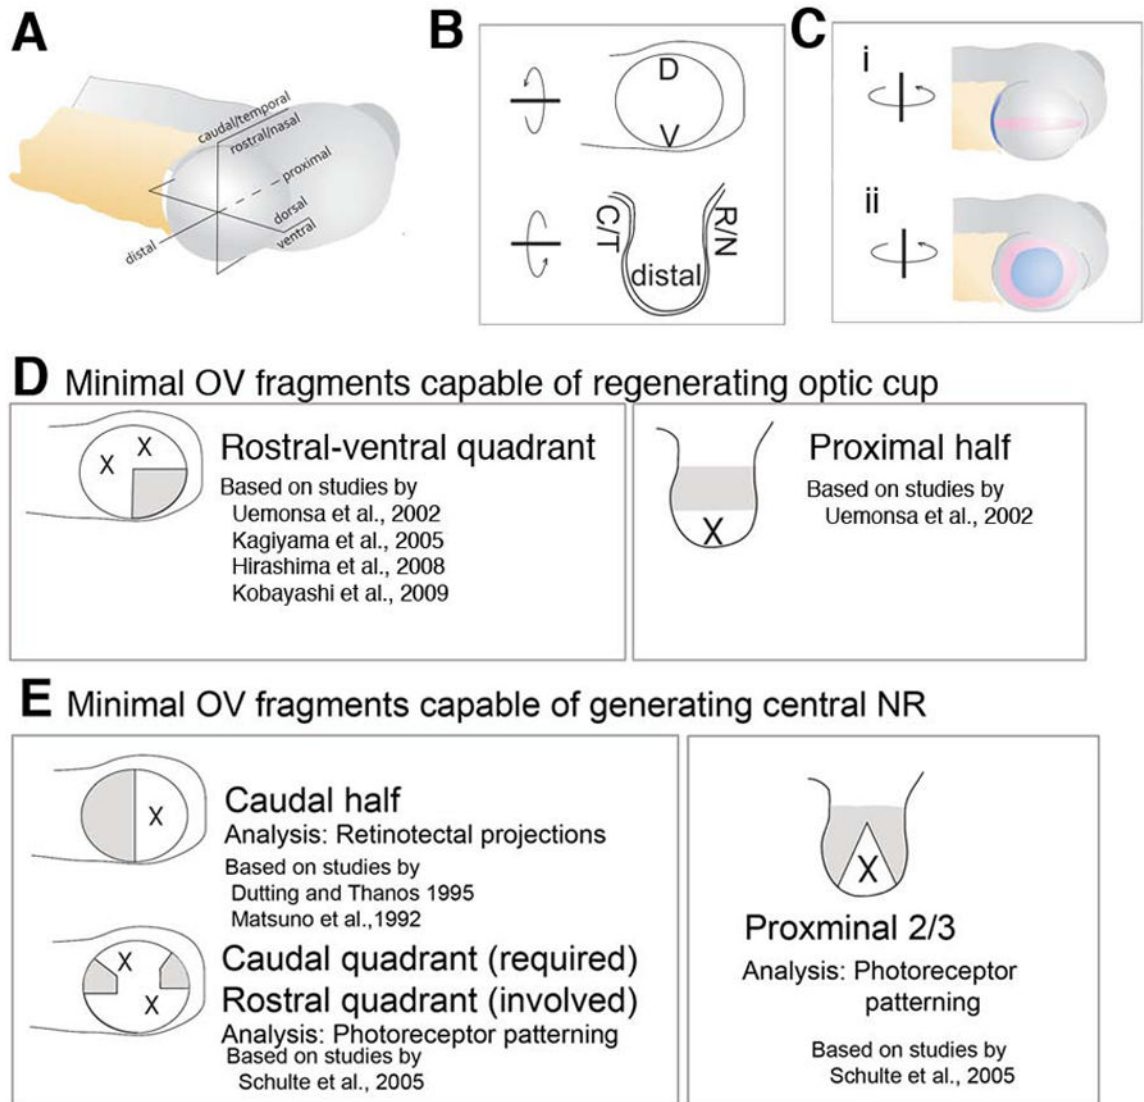 A
caudal/temporal
rostral/nasal
proximal
dorsal
ventral
distal
B
D
V
C/T
R/N
distal
C
i
ii
D Minimal OV fragments capable of regenerating optic cup
X
X
Rostral-ventral quadrant
Based on studies by
Uemonsa et al., 2002
Kagiyama et al., 2005
Hirashima et al., 2008
Kobayashi et al., 2009
X
Proximal half
Based on studies by
Uemonsa et al., 2002
E Minimal OV fragments capable of generating central NR
X
Caudal half
Analysis: Retinotectal projections
Based on studies by
Dutting and Thanos 1995
Matsuno et al.,1992
X
X
Caudal quadrant (required)
Rostral quadrant (involved)
Analysis: Photoreceptor patterning
Based on studies by
Schulte et al., 2005
X
Proxminal 2/3
Analysis: Photoreceptor
patterning
Based on studies by
Schulte et al., 2005